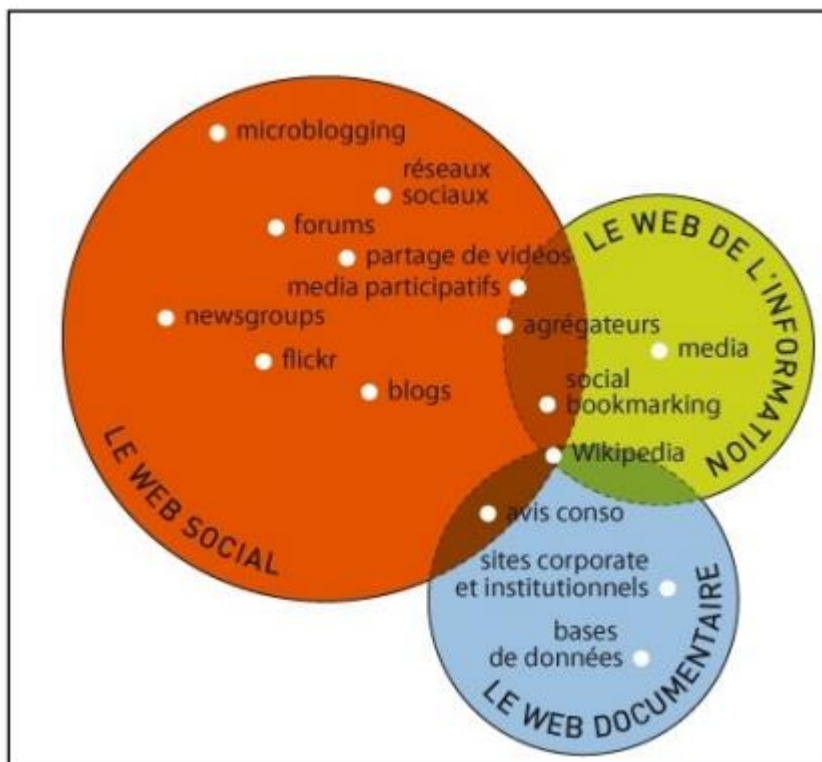 microblogging
réseaux
sociaux
forums
partage de vidéos
media participatifs
newsgroups
agrégateurs
flickr
blogs
media
social
bookmarking
Wikipedia
avis conso
sites corporate
et institutionnels
bases
de données
LE WEB SOCIAL
LE WEB DE L'INFORMATION
LE WEB DOCUMENTAIRE